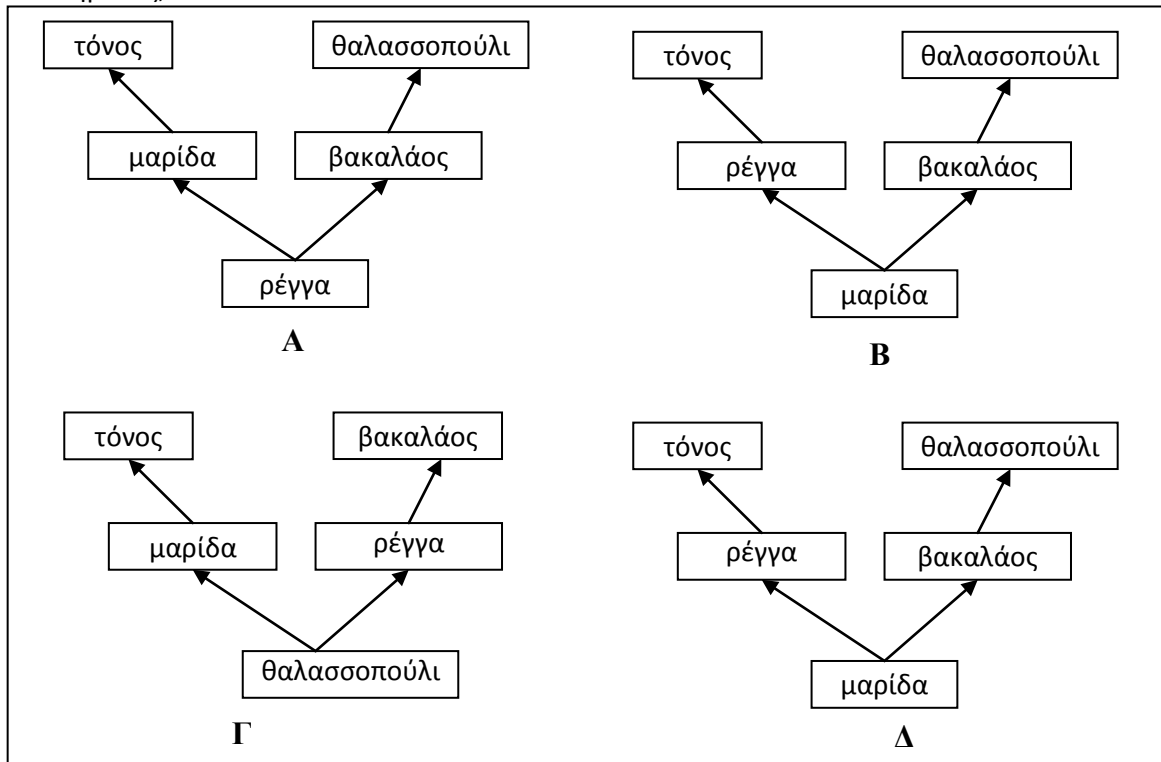 τόνος θαλασσοπούλι
τόνος θαλασσοπούλι
μαρίδα βακαλάος
ρέγγα βακαλάος
ρέγγα
μαρίδα
Α
Β
τόνος βακαλάος
τόνος θαλασσοπούλι
μαρίδα ρέγγα
ρέγγα βακαλάος
θαλασσοπούλι
μαρίδα
Γ
Δ